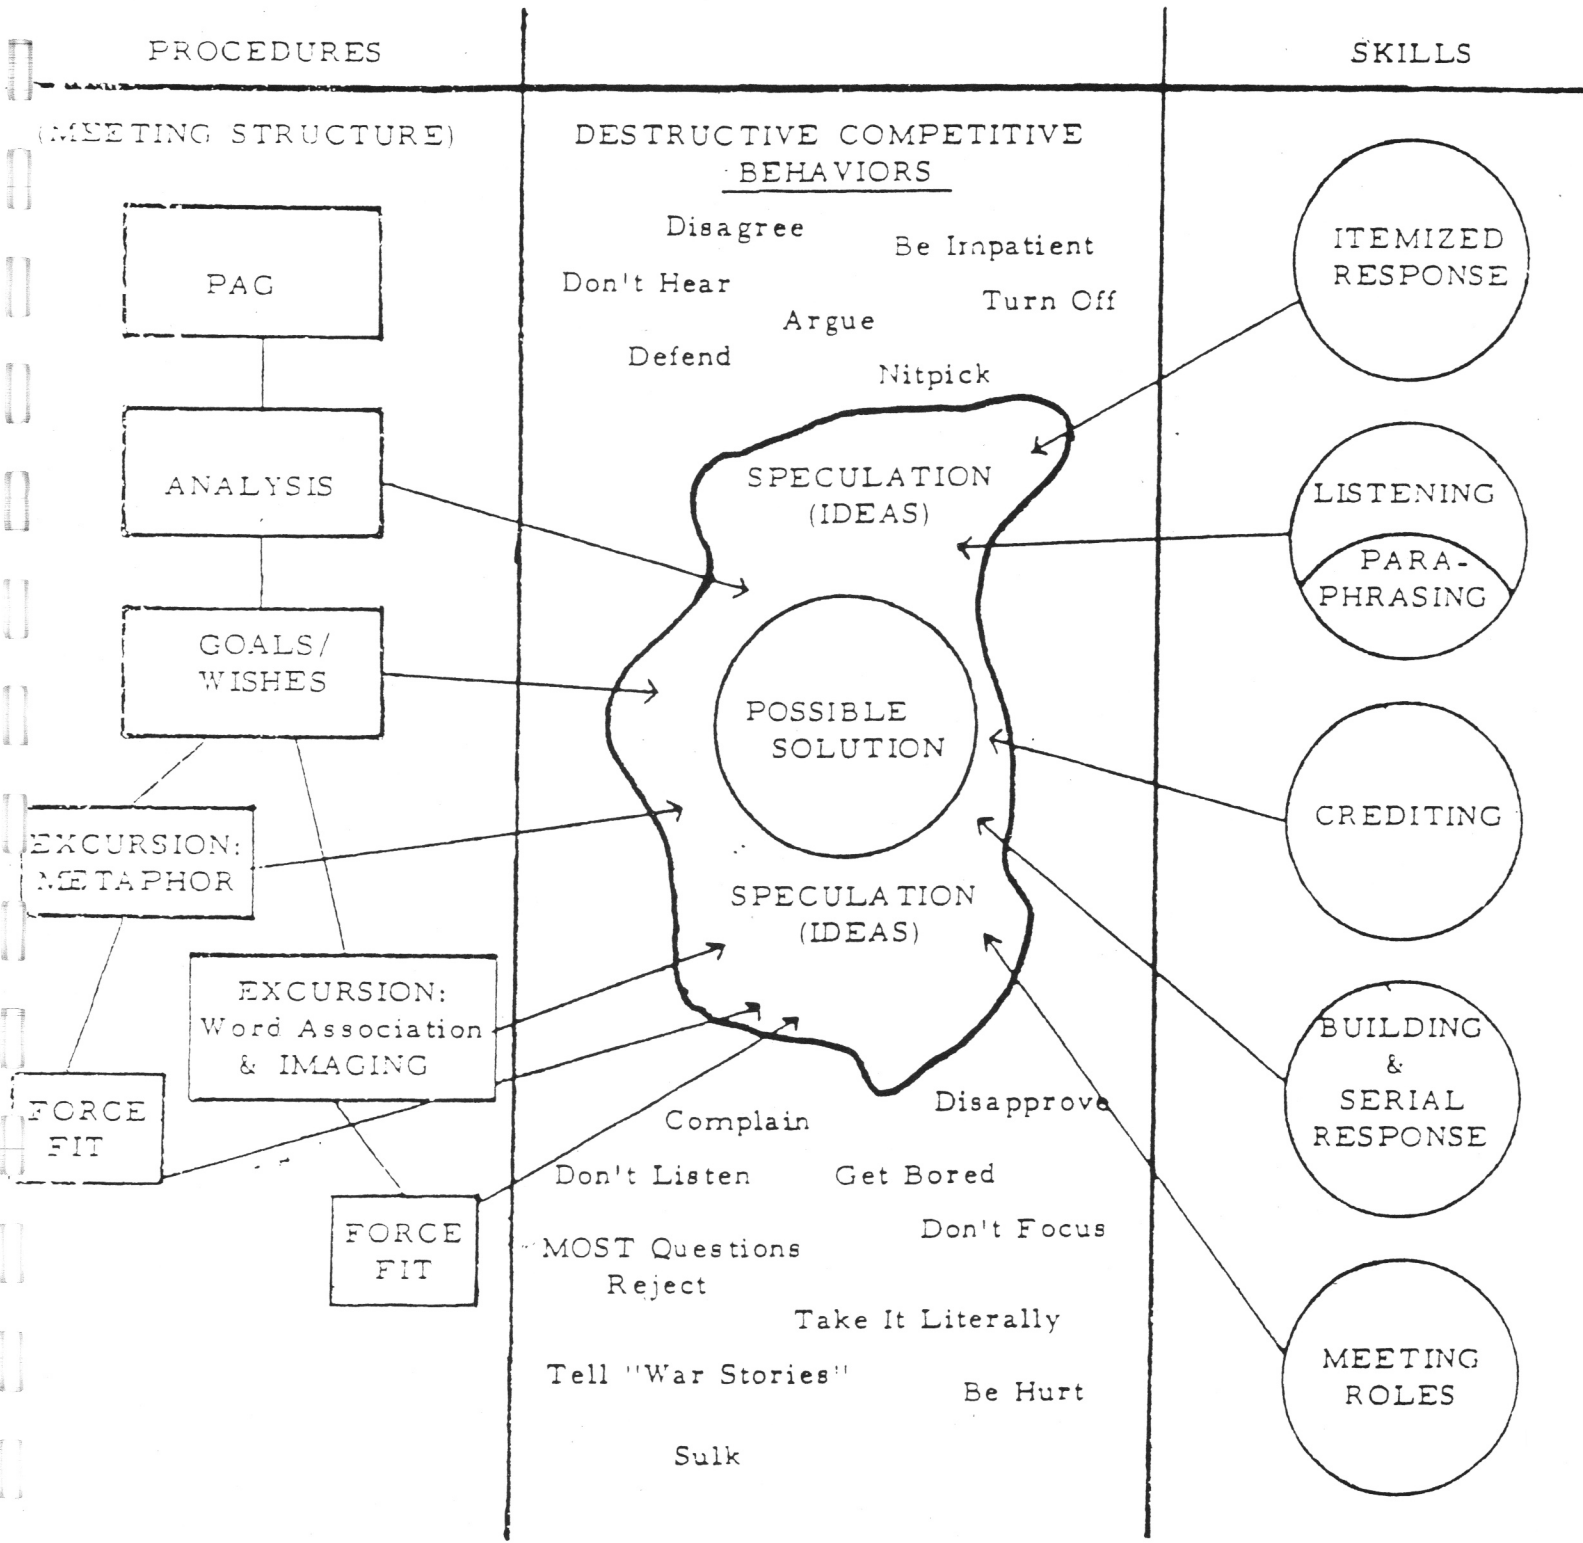 PROCEDURES
SKILLS
(MEETING STRUCTURE)
PAG
ANALYSIS
GOALS/
WISHES
EXCURSION:
METAPHOR
EXCURSION:
Word Association
& IMAGING
FORCE
FIT
FORCE
FIT
DESTRUCTIVE COMPETITIVE
BEHAVIORS
Disagree
Be Impatient
Don't Hear
Turn Off
Argue
Defend
Nitpick
SPECULATION
(IDEAS)
POSSIBLE
SOLUTION
SPECULATION
(IDEAS)
Disapprove
Complain
Don't Listen
Get Bored
Don't Focus
MOST Questions
Reject
Take It Literally
Tell "War Stories"
Be Hurt
Sulk
ITEMIZED
RESPONSE
LISTENING
PARA-
PHRASING
CREDITING
BUILDING
&
SERIAL
RESPONSE
MEETING
ROLES